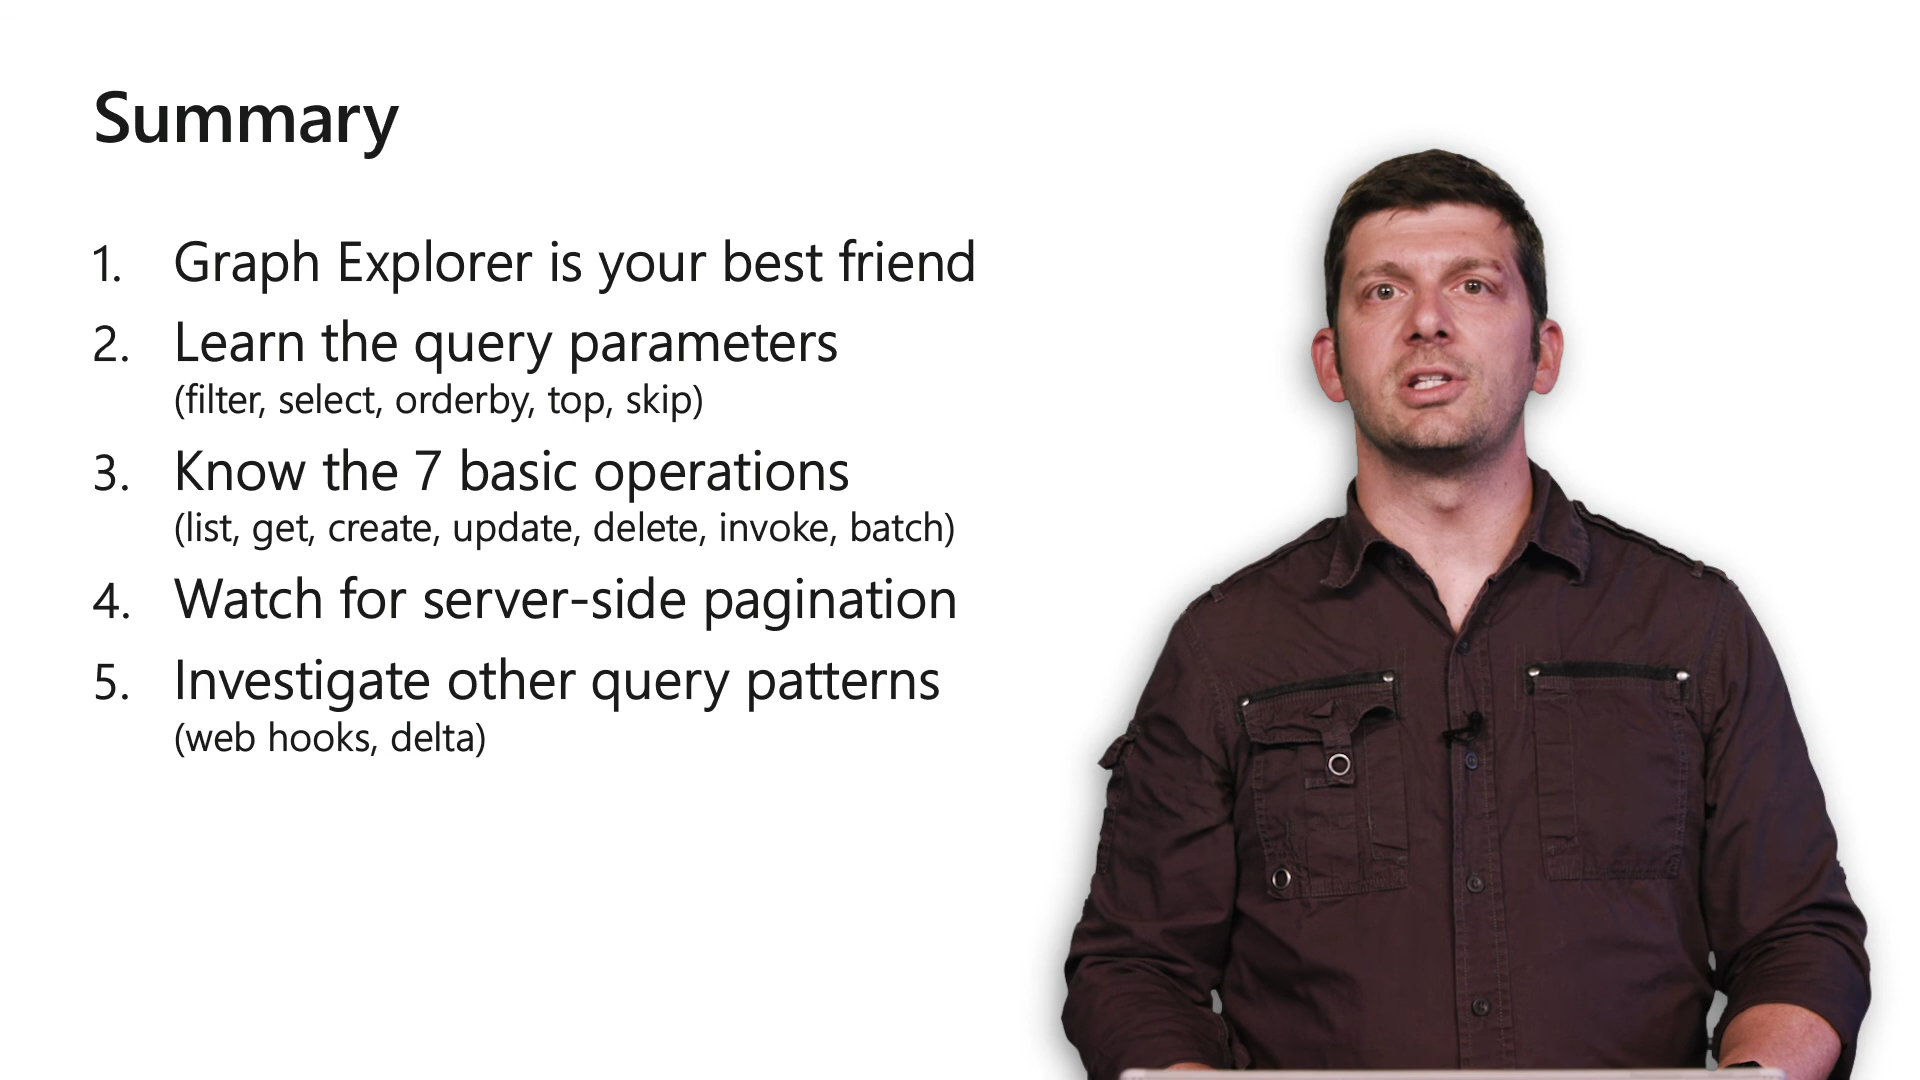 Summary
1. Graph Explorer is your best friend
2. Learn the query parameters
(filter, select, orderby, top, skip)
3. Know the 7 basic operations
(list, get, create, update, delete, invoke, batch)
4. Watch for server-side pagination
5. Investigate other query patterns
(web hooks, delta)